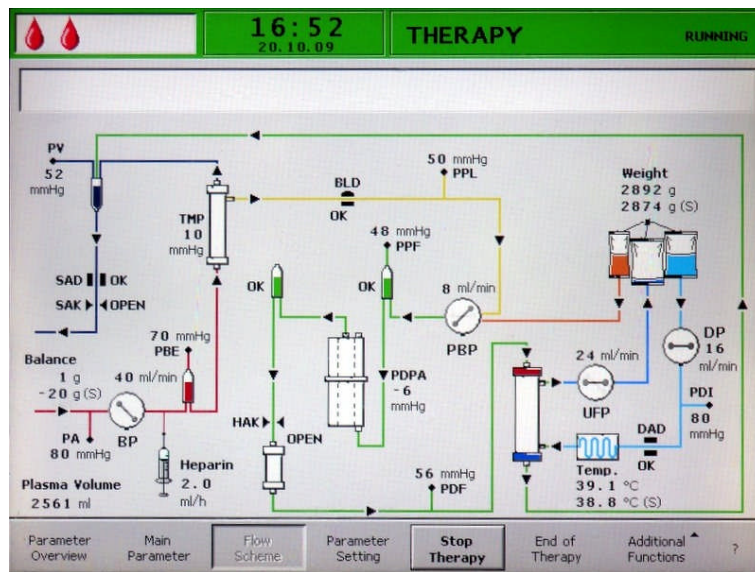 16:52
20.10.09
THERAPY
RUNNING
PV
52
mmHg
TMP
10
mmHg
BLD
OK
50 mmHg
PPL
48 mmHg
PPF
Weight
2892 g
2874 g (S)
SAD OK
SAK OPEN
OK
OK
8 ml/min
PBP
70 mmHg
PBE
Balance
1 g
-20 g (S)
40 ml/min
BP
PA
80 mmHg
PDPA
-6
mmHg
24 ml/min
UFP
DP
16
ml/min
PDI
80
mmHg
HAK
OPEN
DAD
OK
Heparin
2.0
ml/h
56 mmHg
PDF
Temp.
39.1 °C
38.8 °C (S)
Plasma Volume
2561 ml
Parameter
Overview
Main
Parameter
Flow
Scheme
Parameter
Setting
Stop
Therapy
End of
Therapy
Additional
Functions
?